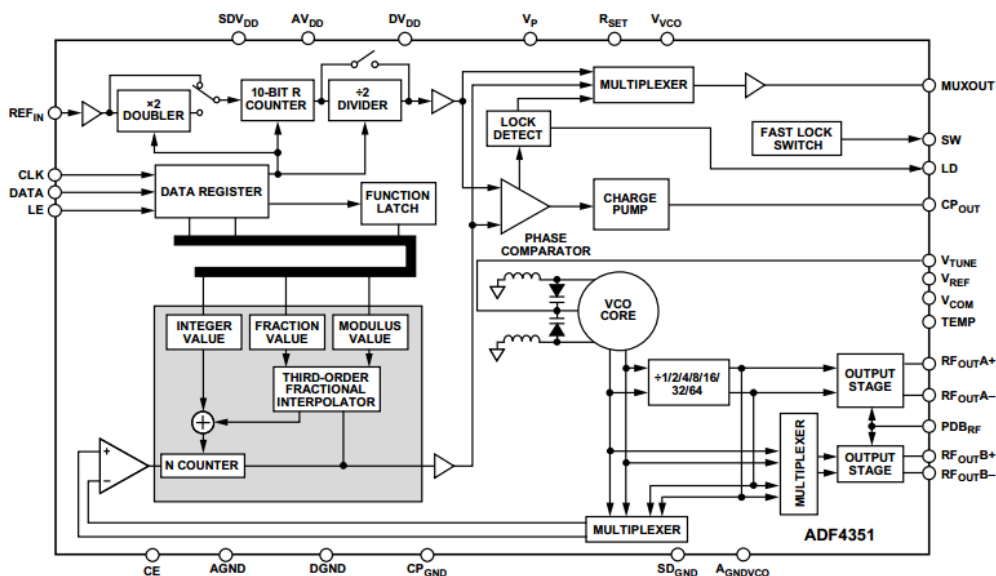 SDVDD
AVDD
DVDD
VP
RSET
VVCO
REFIN
×2
DOUBLER
10-BIT R
COUNTER
÷2
DIVIDER
MULTIPLEXER
MUXOUT
LOCK
DETECT
FAST LOCK
SWITCH
SW
LD
CLK
DATA
LE
DATA REGISTER
FUNCTION
LATCH
CHARGE
PUMP
CPOUT
PHASE
COMPARATOR
VTUNE
VREF
VCOM
TEMP
VCO
CORE
INTEGER
VALUE
FRACTION
VALUE
MODULUS
VALUE
THIRD-ORDER
FRACTIONAL
INTERPOLATOR
÷1/2/4/8/16/
32/64
OUTPUT
STAGE
RFOUTA+
RFOUTA–
PDBRF
+
–
N COUNTER
MULTIPLEXER
OUTPUT
STAGE
RFOUTB+
RFOUTB–
MULTIPLEXER
ADF4351
CE
AGND
DGND
CPGND
SDGND
AGNDVCO